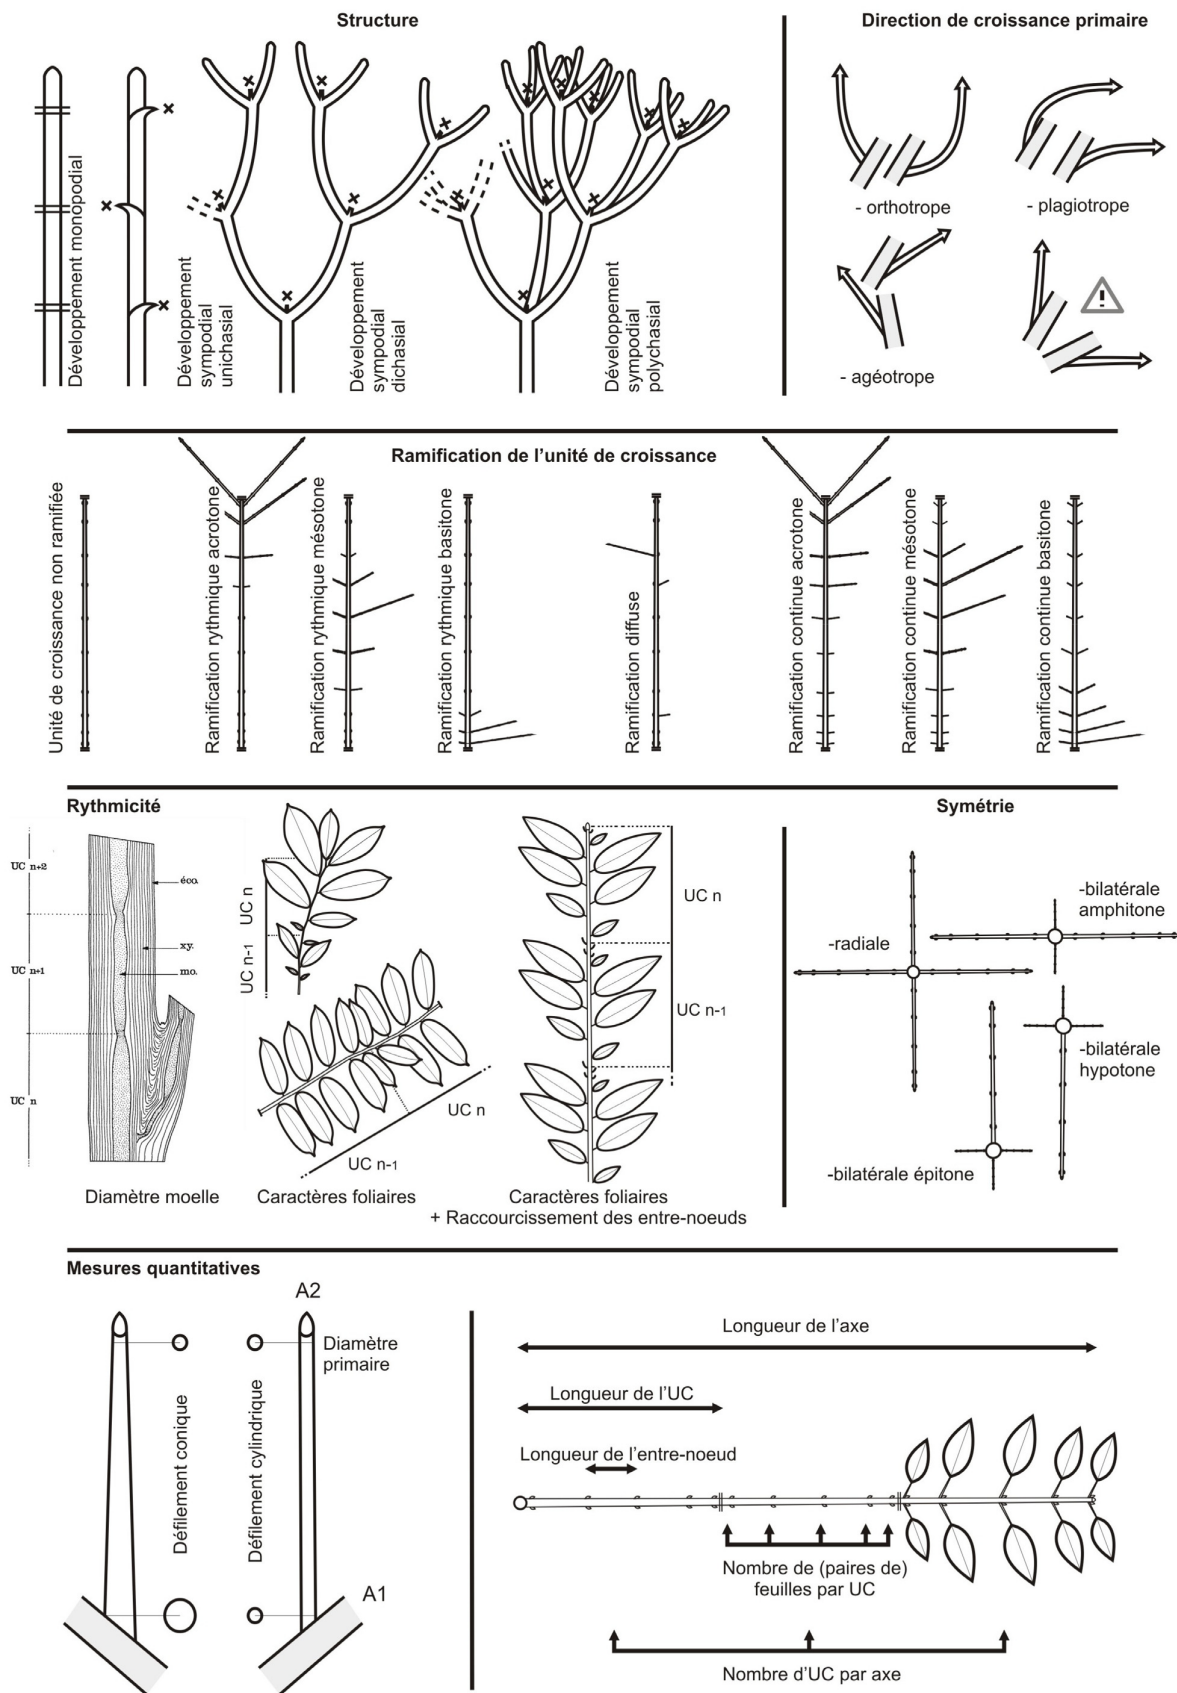 Structure
Direction de croissance primaire
Développement monopodial
Développement
sympodial
unichasial
Développement
sympodial
dichasial
Développement
sympodial
polychasial
- orthotrope
- plagiotrope
- agéotrope
!
Ramification de l'unité de croissance
Unité de croissance non ramifiée
Ramification rythmique acrotone
Ramification rythmique mésotone
Ramification rythmique basitone
Ramification diffuse
Ramification continue acrotone
Ramification continue mésotone
Ramification continue basitone
Rythmicité
UC n+2
UC n+1
UC n
éco.
xy.
mo.
Diamètre moelle
UC n
UC n-1
UC n
UC n-1
Caractères foliaires
UC n
UC n-1
Caractères foliaires
+ Raccourcissement des entre-noeuds
Symétrie
-radiale
-bilatérale
amphitone
-bilatérale
hypotone
-bilatérale épitone
Mesures quantitatives
A2
Diamètre
primaire
Défilement conique
Défilement cylindrique
A1
Longueur de l'axe
Longueur de l'UC
Longueur de l'entre-noeud
Nombre de (paires de)
feuilles par UC
Nombre d'UC par axe